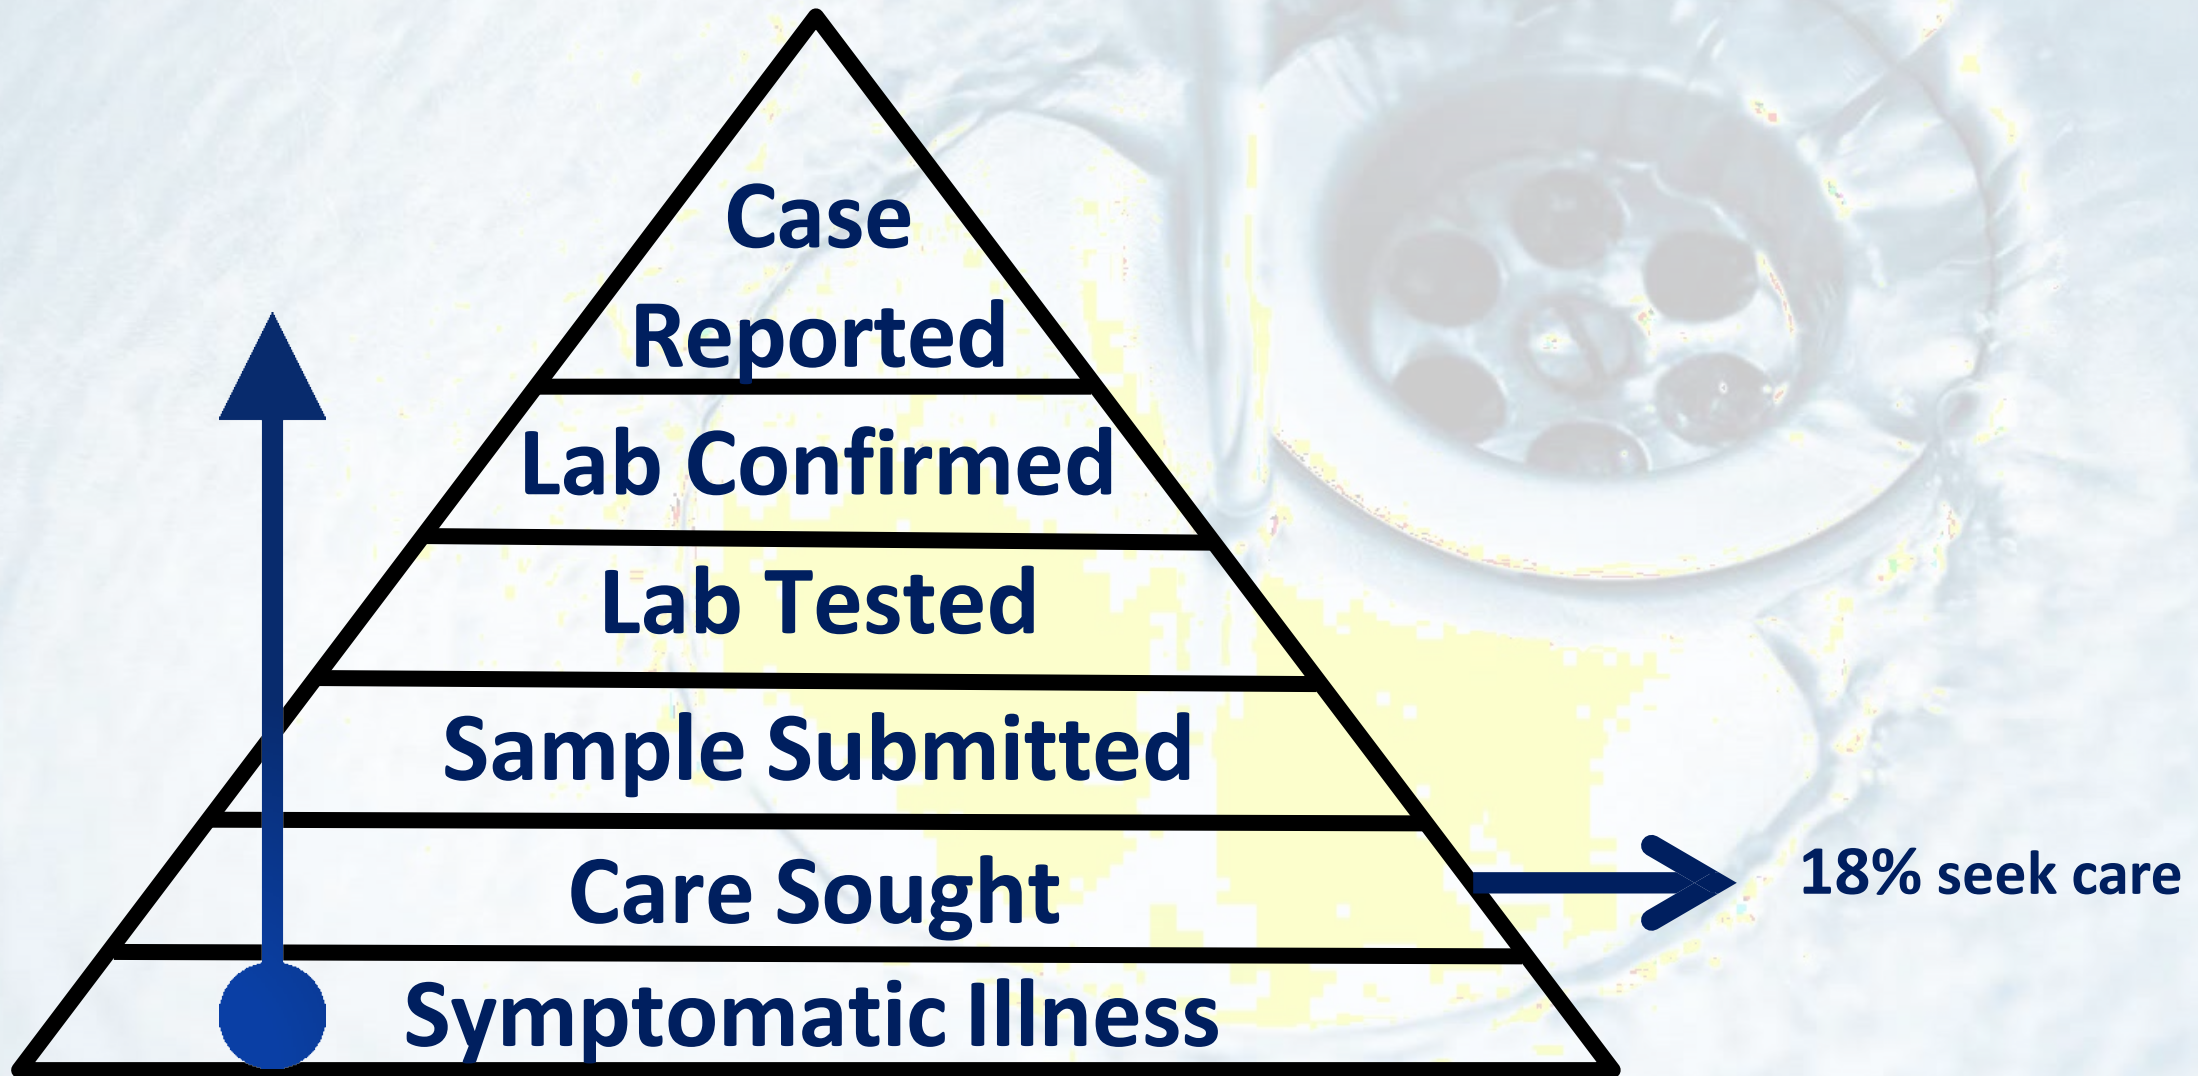 Case
Reported
Lab Confirmed
Lab Tested
Sample Submitted
Care Sought
18% seek care
Symptomatic Illness